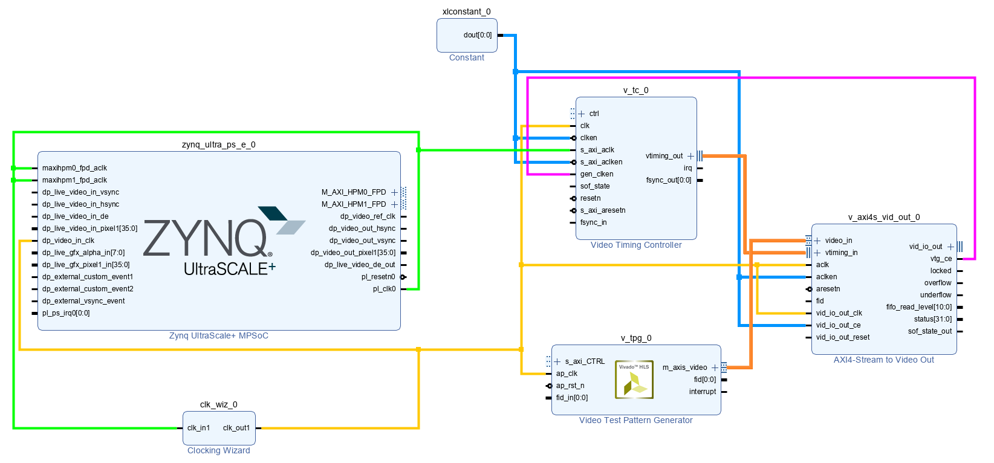 xlconstant_0
dout[0:0]
Constant
v_tc_0
ctrl
clk
clken
s_axi_aclk
s_axi_aclken
gen_clken
sof_state
resetn
s_axi_aresetn
fsync_in
vtiming_out
irq
fsync_out[0:0]
Video Timing Controller
zynq_ultra_ps_e_0
maxihpm0_fpd_aclk
maxihpm1_fpd_aclk
dp_live_video_in_vsync
dp_live_video_in_hsync
dp_live_video_in_de
dp_live_video_in_pixel1[35:0]
dp_video_in_clk
dp_live_gfx_alpha_in[7:0]
dp_live_gfx_pixel1_in[35:0]
dp_external_custom_event1
dp_external_custom_event2
dp_external_vsync_event
pl_ps_irq0[0:0]
ZYNQ
UltraSCALE+
M_AXI_HPM0_FPD
M_AXI_HPM1_FPD
dp_video_ref_clk
dp_video_out_hsync
dp_video_out_vsync
dp_video_out_pixel1[35:0]
dp_live_video_de_out
pl_resetn0
pl_clk0
Zynq UltraScale+ MPSoC
v_axi4s_vid_out_0
video_in
vtiming_in
aclk
aclken
aresetn
fid
vid_io_out_clk
vid_io_out_ce
vid_io_out_reset
vid_io_out
vtg_ce
locked
overflow
underflow
fifo_read_level[10:0]
status[31:0]
sof_state_out
AXI4-Stream to Video Out
v_tpg_0
s_axi_CTRL
ap_clk
ap_rst_n
fid_in[0:0]
Vivado™ HLS
m_axis_video
fid[0:0]
interrupt
Video Test Pattern Generator
clk_wiz_0
clk_in1
clk_out1
Clocking Wizard